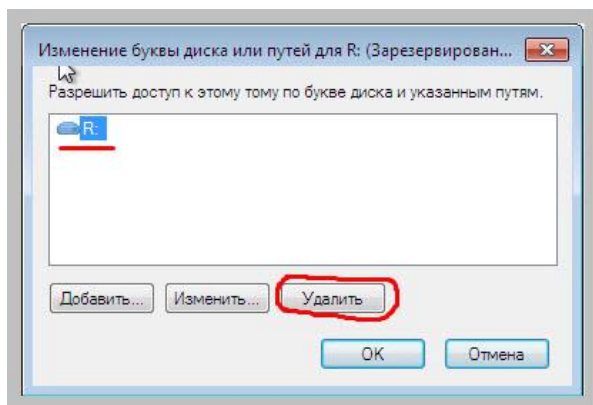 Изменение буквы диска или путей для R: (Зарезервирован...
Разрешить доступ к этому тому по букве диска и указанным путям.
R:
Добавить... Изменить... Удалить
OK Отмена